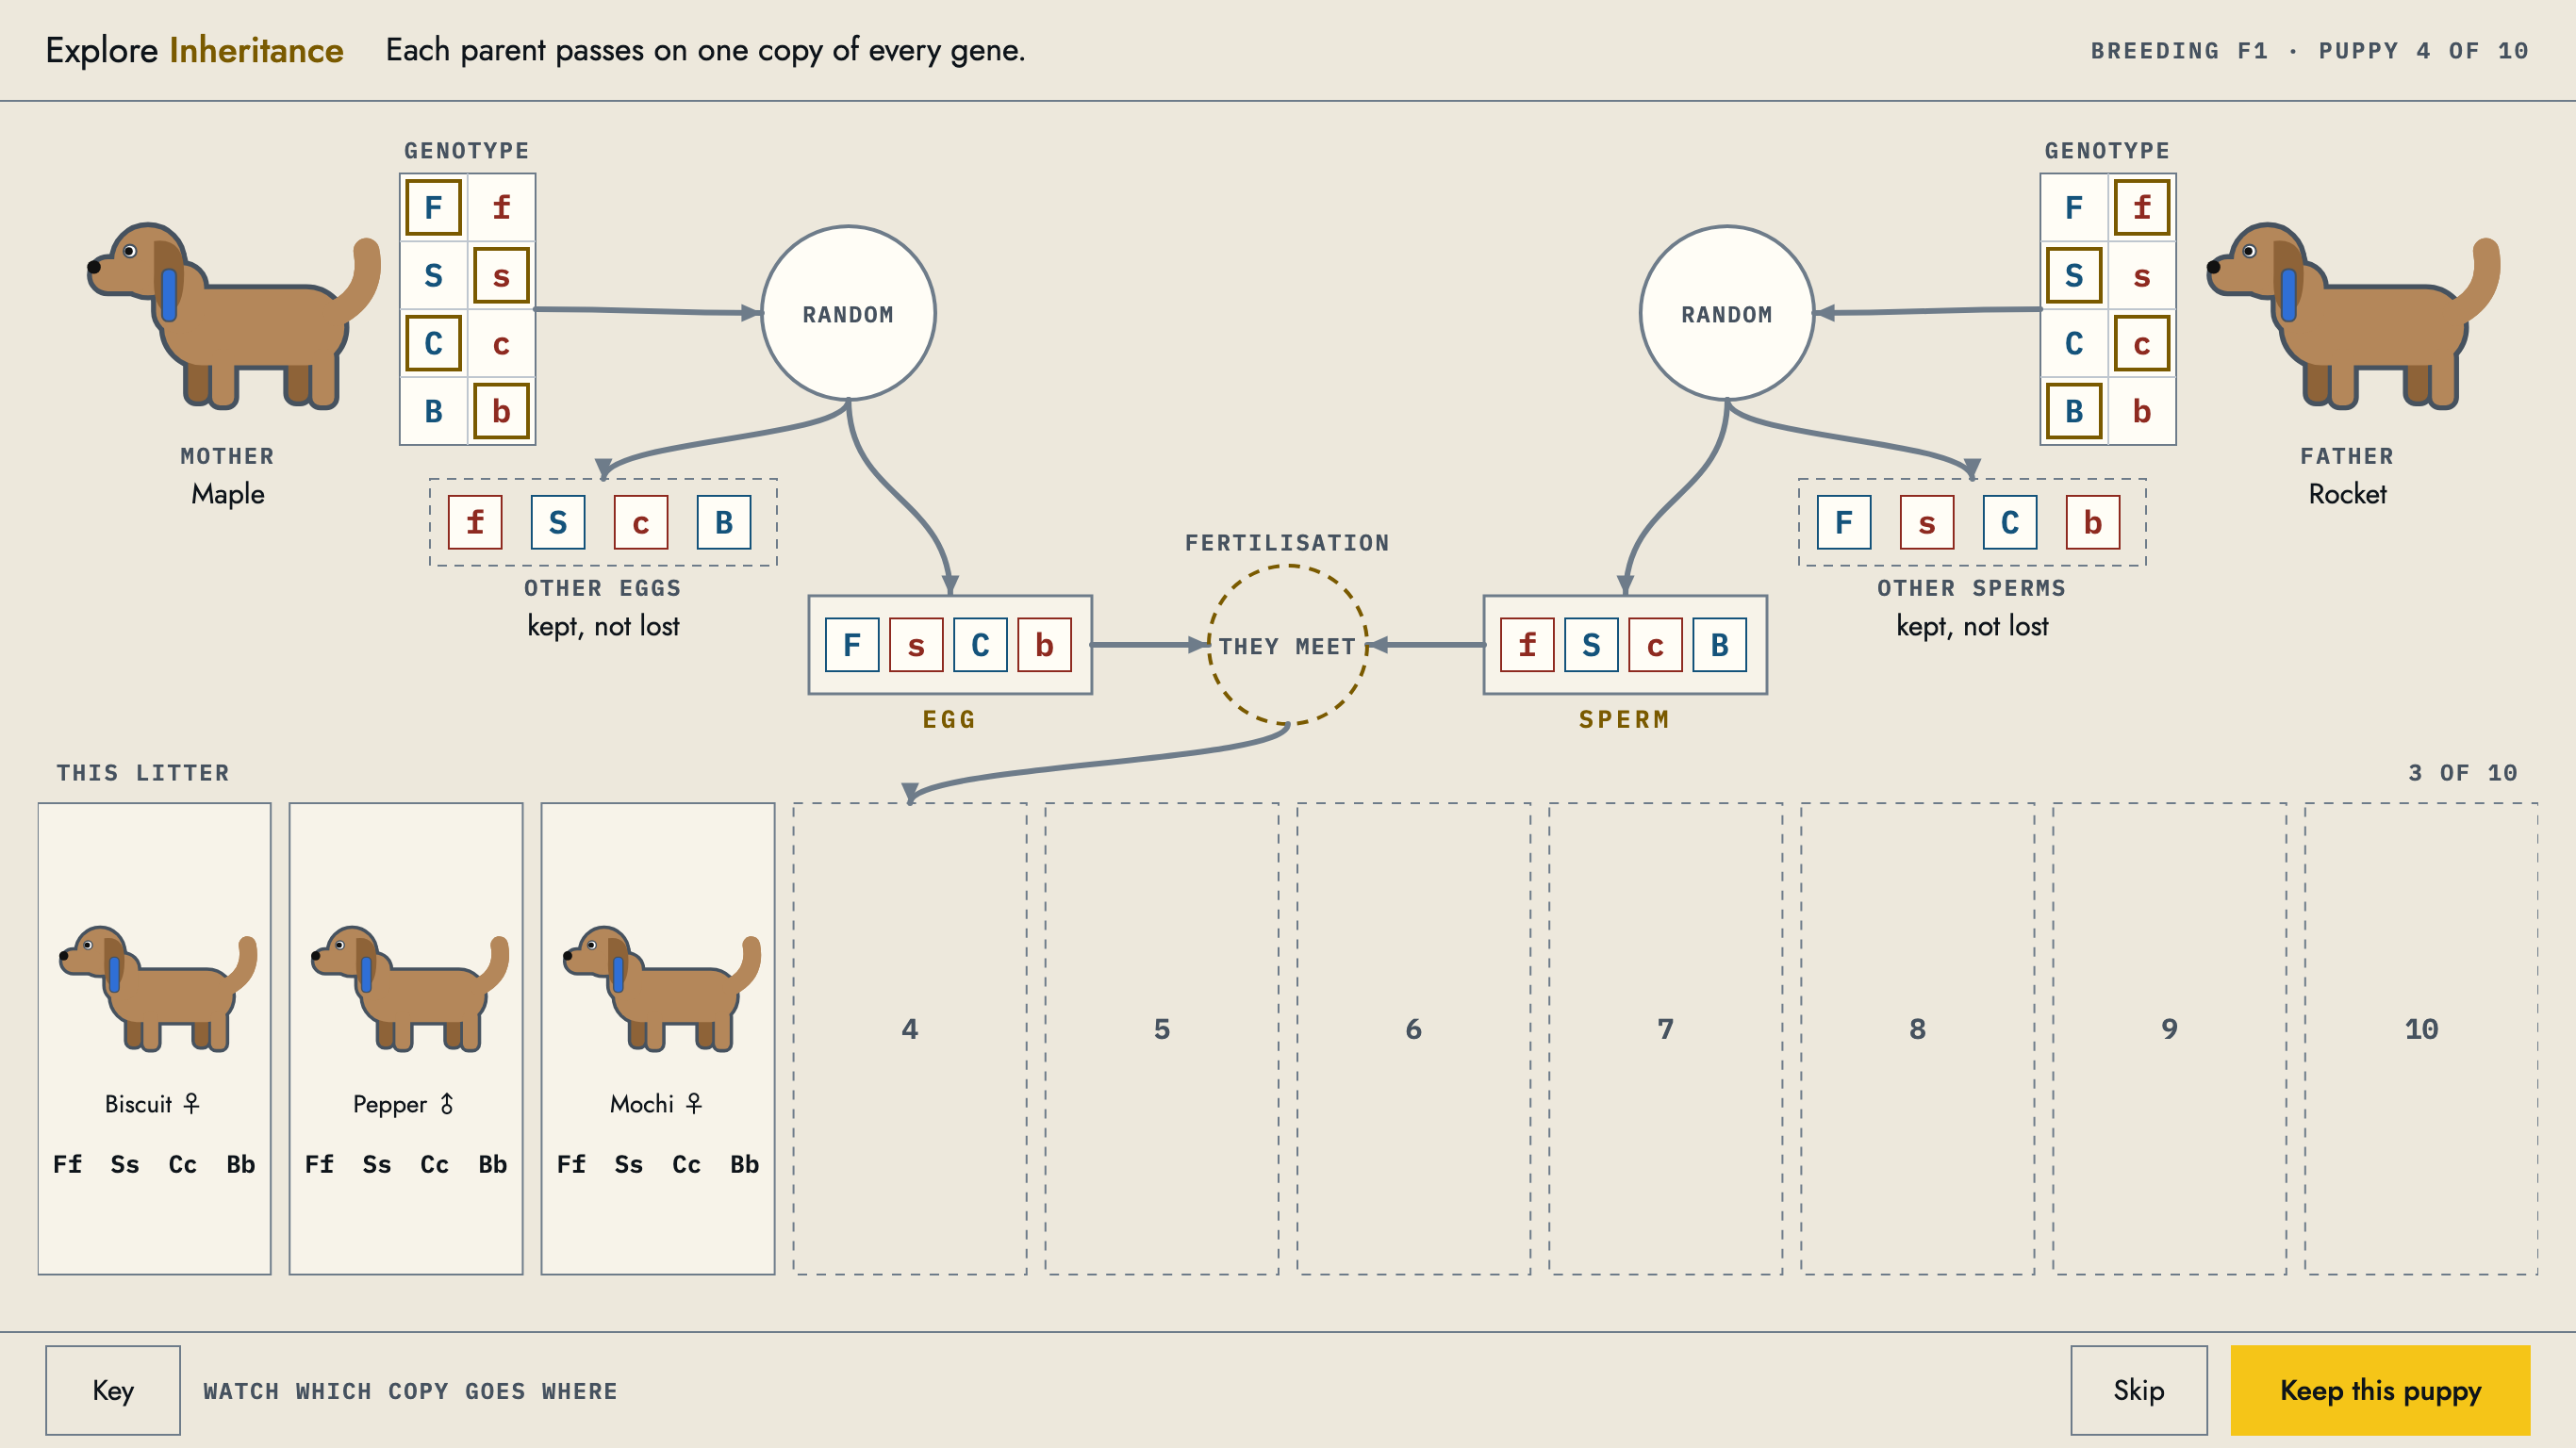 Explore Inheritance Each parent passes on one copy of every gene. BREEDING F1 · PUPPY 4 OF 10
GENOTYPE GENOTYPE
F f F f
S s S s
C c C c
B b B b
RANDOM RANDOM
MOTHER FATHER
Maple Rocket
f S c B F s C b
OTHER EGGS OTHER SPERMS
kept, not lost kept, not lost
FERTILISATION
F s C b THEY MEET f S c B
EGG SPERM
THIS LITTER 3 OF 10
4 5 6 7 8 9 10
Biscuit ♀ Pepper ♂ Mochi ♀
Ff Ss Cc Bb Ff Ss Cc Bb Ff Ss Cc Bb
Key WATCH WHICH COPY GOES WHERE Skip Keep this puppy